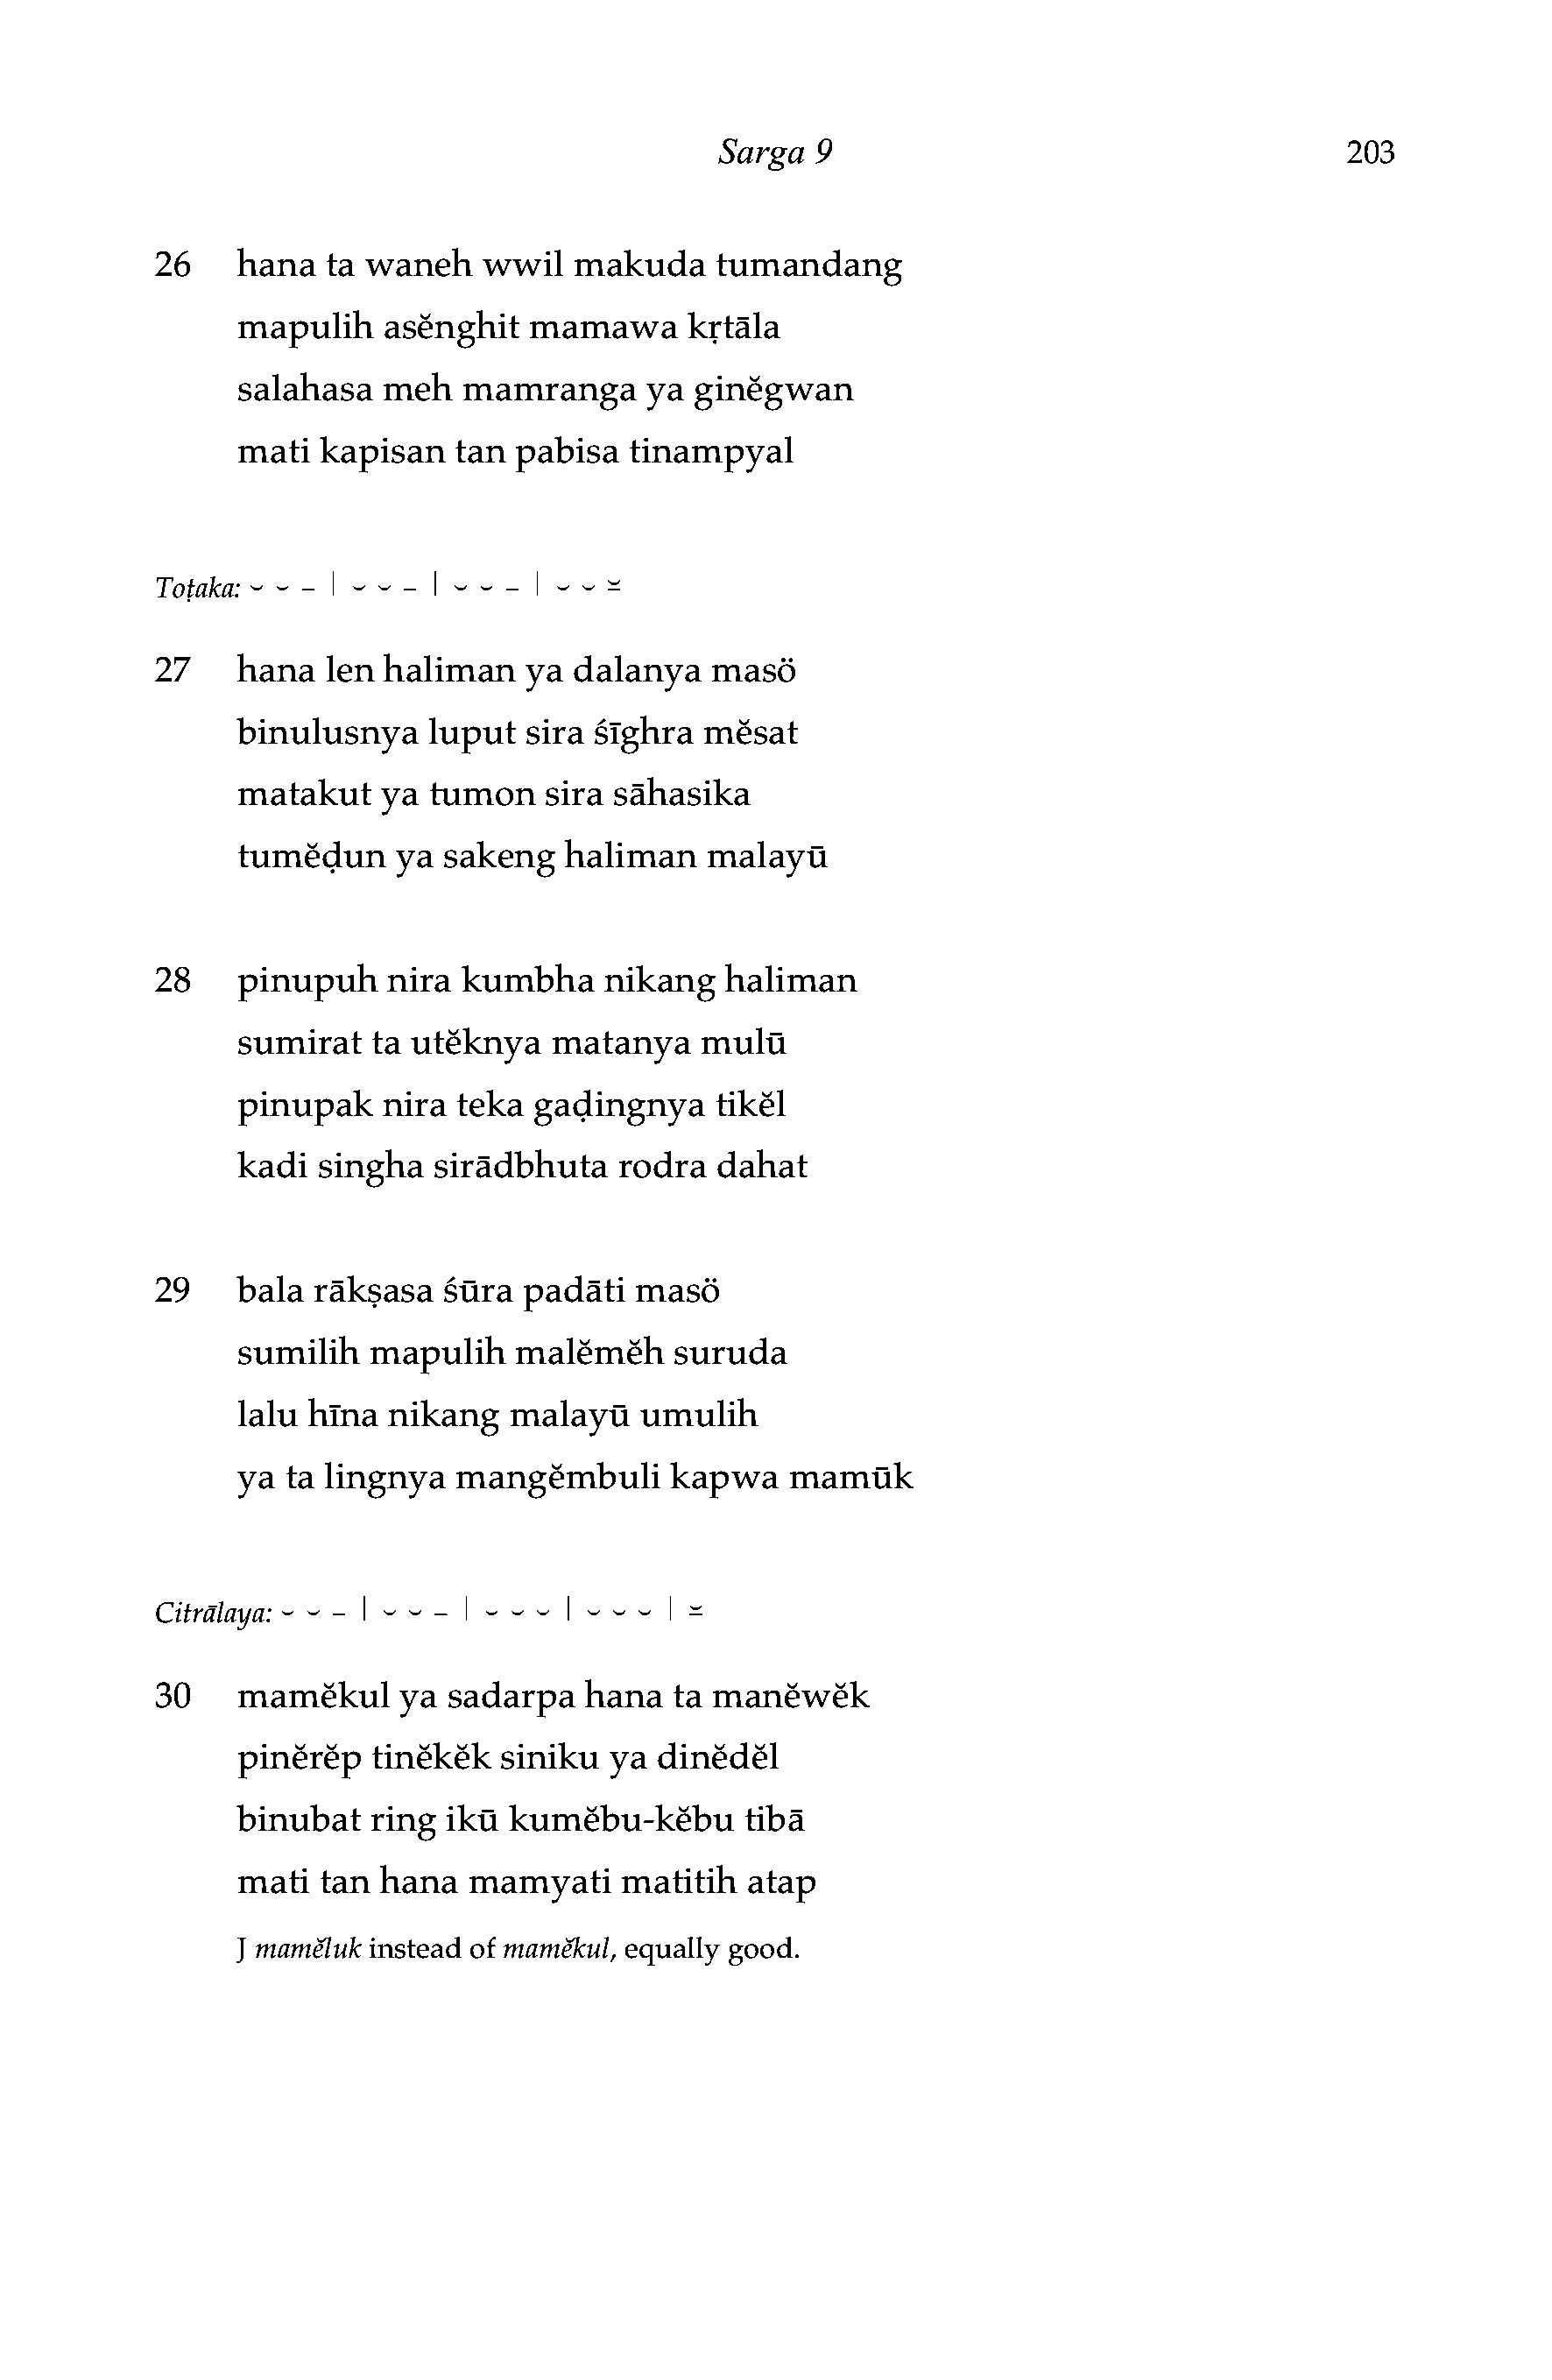 Sarga 9 203
26 hana ta waneh wwil makuda tumandang
mapulih asĕnghit mamawa kṛtāla
salahasa meh mamranga ya ginĕgwan
mati kapisan tan pabisa tinampyal
Toṭaka: ⏑ ⏑ – | ⏑ ⏑ – | ⏑ ⏑ – | ⏑ ⏑ ⏓
27 hana len haliman ya dalanya masö
binulusnya luput sira śīghra mĕsat
matakut ya tumon sira sāhasika
tumĕḍun ya sakeng haliman malayū
28 pinupuh nira kumbha nikang haliman
sumirat ta utĕknya matanya mulū
pinupak nira teka gaḍingnya tikĕl
kadi singha sirādbhuta rodra dahat
29 bala rākṣasa śūra padāti masö
sumilih mapulih malĕmĕh suruda
lalu hīna nikang malayū umulih
ya ta lingnya mangĕmbuli kapwa mamūk
Citrālaya: ⏑ ⏑ – | ⏑ ⏑ – | ⏑ ⏑ ⏑ | ⏑ ⏑ ⏑ | ⏓
30 mamĕkul ya sadarpa hana ta manĕwĕk
pinĕrĕp tinĕkĕk siniku ya dinĕdĕl
binubat ring ikū kumĕbu-kĕbu tibā
mati tan hana mamyati matitih atap
J mamĕluk instead of mamĕkul, equally good.